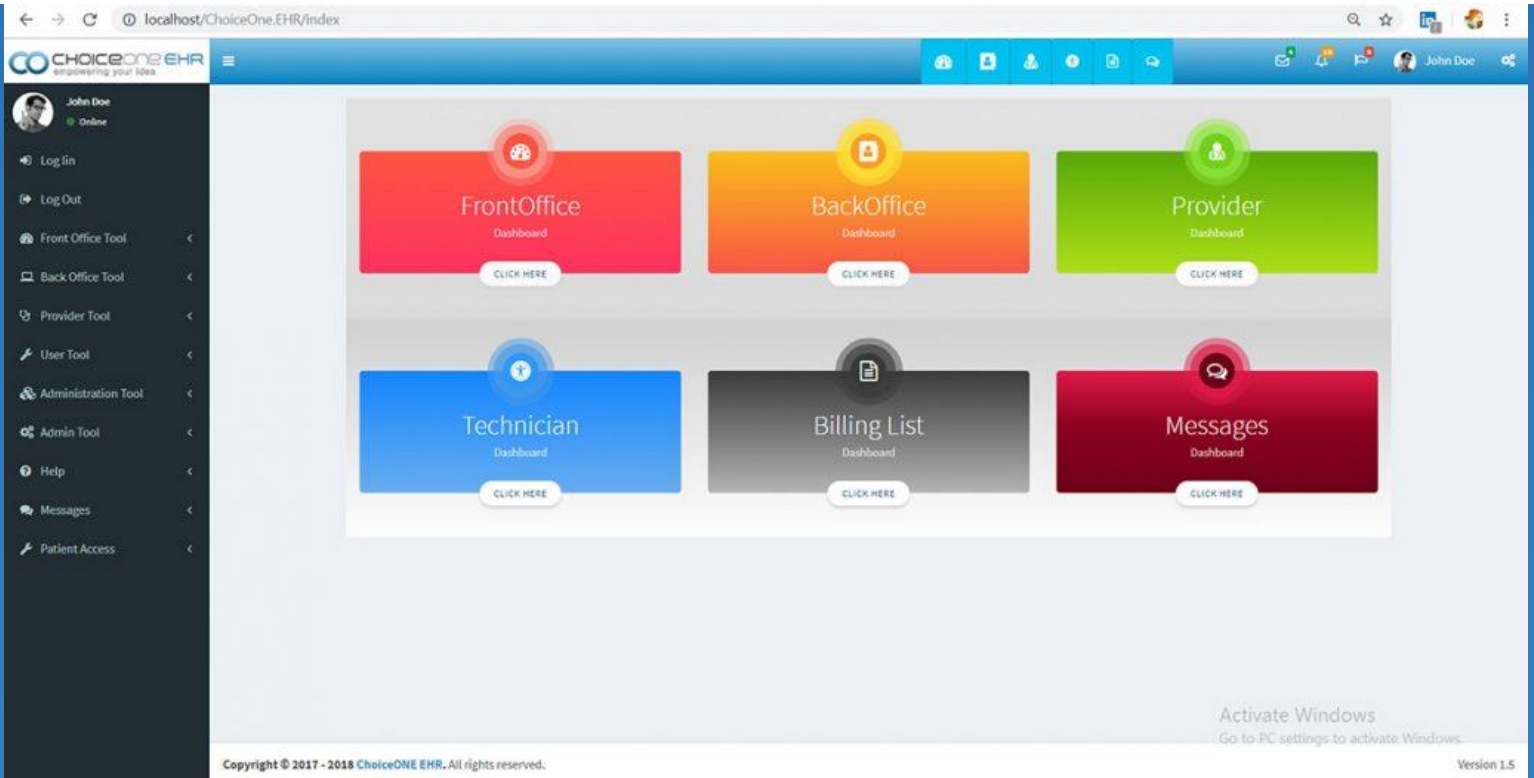 localhost/ChoiceOne.EHR/index
CHOICEONE EHR
empowering your idea
John Doe
John Doe
Online
Log Iin
Log Out
Front Office Tool
Back Office Tool
Provider Tool
User Tool
Administration Tool
Admin Tool
Help
Messages
Patient Access
FrontOffice
Dashboard
CLICK HERE
BackOffice
Dashboard
CLICK HERE
Provider
Dashboard
CLICK HERE
Technician
Dashboard
CLICK HERE
Billing List
Dashboard
CLICK HERE
Messages
Dashboard
CLICK HERE
Activate Windows
Go to PC settings to activate Windows.
Copyright © 2017 - 2018 ChoiceONE EHR. All rights reserved.
Version 1.5